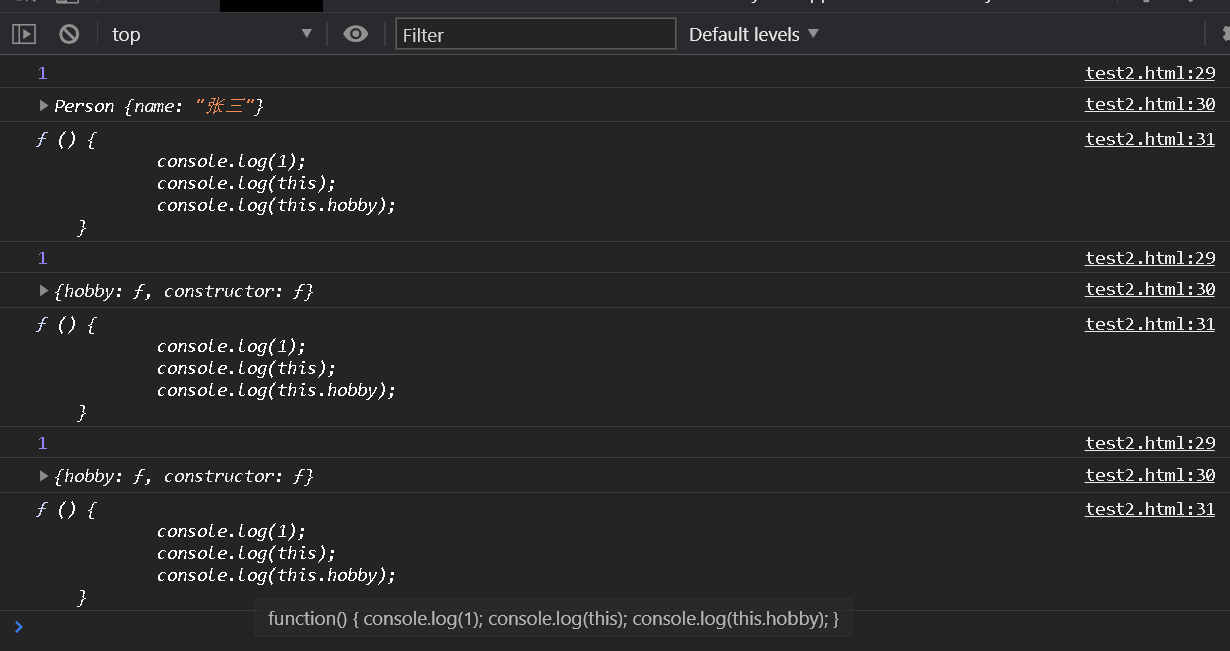 top
Filter
Default levels
1 test2.html:29
Person {name: "张三"} test2.html:30
ƒ () { test2.html:31
console.log(1);
console.log(this);
console.log(this.hobby);
}
1 test2.html:29
{hobby: ƒ, constructor: ƒ} test2.html:30
ƒ () { test2.html:31
console.log(1);
console.log(this);
console.log(this.hobby);
}
1 test2.html:29
{hobby: ƒ, constructor: ƒ} test2.html:30
ƒ () { test2.html:31
console.log(1);
console.log(this);
console.log(this.hobby);
}
function() { console.log(1); console.log(this); console.log(this.hobby); }